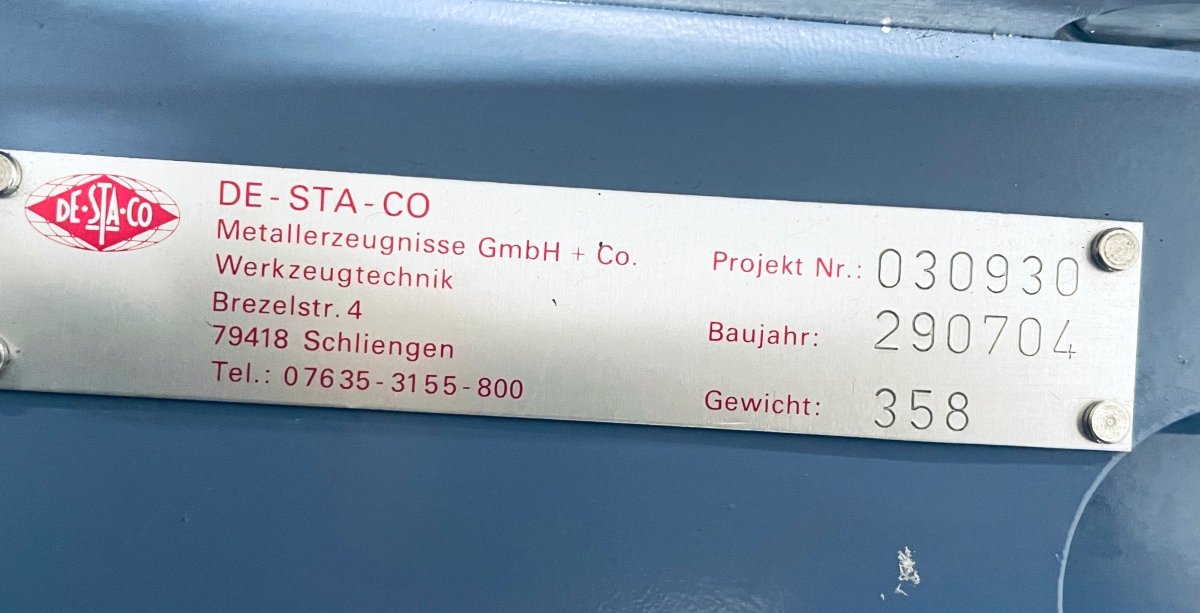 DE-STA-CO
DE-STA-CO
Metallerzeugnisse GmbH + Co.
Werkzeugtechnik
Brezelstr. 4
79418 Schliengen
Tel.: 07635-3155-800
Projekt Nr.: 030930
Baujahr: 290704
Gewicht: 358